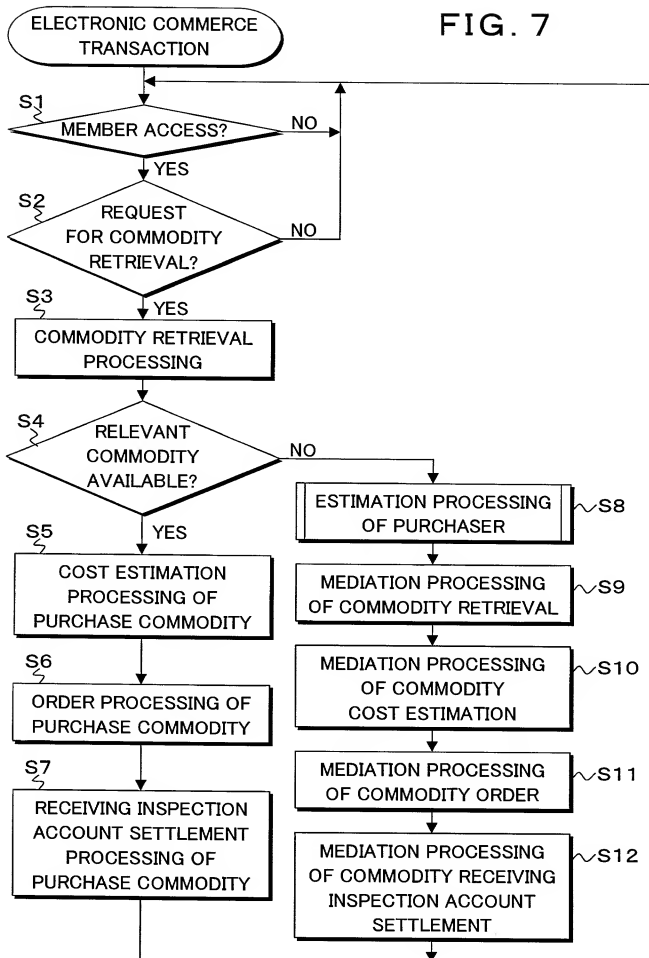 ELECTRONIC COMMERCE
TRANSACTION
FIG. 7
S1
MEMBER ACCESS?
NO
YES
S2
REQUEST
FOR COMMODITY
RETRIEVAL?
NO
YES
S3
COMMODITY RETRIEVAL
PROCESSING
S4
RELEVANT
COMMODITY
AVAILABLE?
NO
YES
S5
COST ESTIMATION
PROCESSING OF
PURCHASE COMMODITY
S6
ORDER PROCESSING OF
PURCHASE COMMODITY
S7
RECEIVING INSPECTION
ACCOUNT SETTLEMENT
PROCESSING OF
PURCHASE COMMODITY
ESTIMATION PROCESSING
OF PURCHASER
S8
MEDIATION PROCESSING
OF COMMODITY RETRIEVAL
S9
MEDIATION PROCESSING
OF COMMODITY
COST ESTIMATION
S10
MEDIATION PROCESSING
OF COMMODITY ORDER
S11
MEDIATION PROCESSING
OF COMMODITY RECEIVING
INSPECTION ACCOUNT
SETTLEMENT
S12